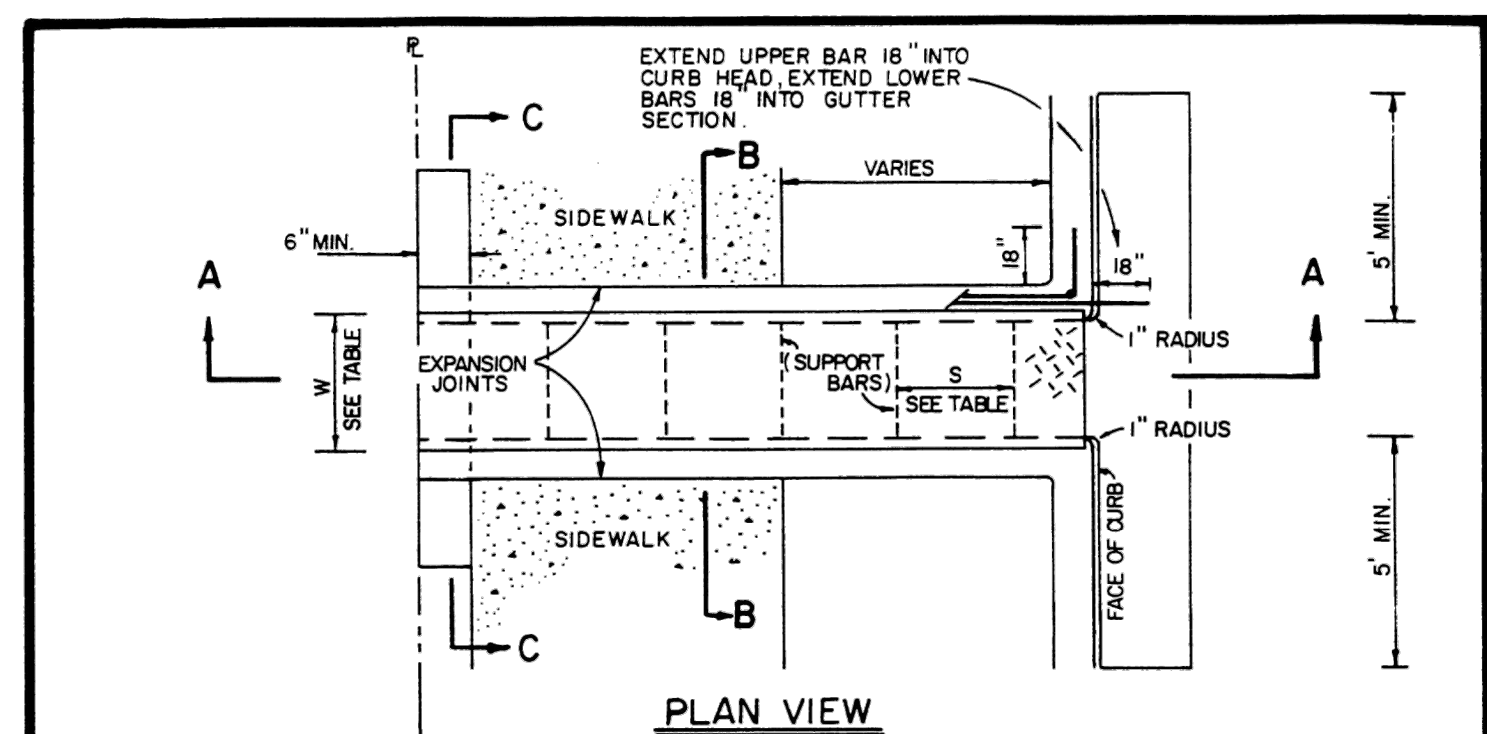 ℄
EXTEND UPPER BAR 18" INTO
CURB HEAD, EXTEND LOWER
BARS 18" INTO GUTTER
SECTION.
C
B
VARIES
SIDEWALK
6" MIN.
18"
18"
5' MIN.
A
A
1" RADIUS
W
SEE TABLE
EXPANSION
JOINTS
(SUPPORT
BARS)
S
SEE TABLE
1" RADIUS
SIDEWALK
FACE OF CURB
5' MIN.
B
C
PLAN VIEW